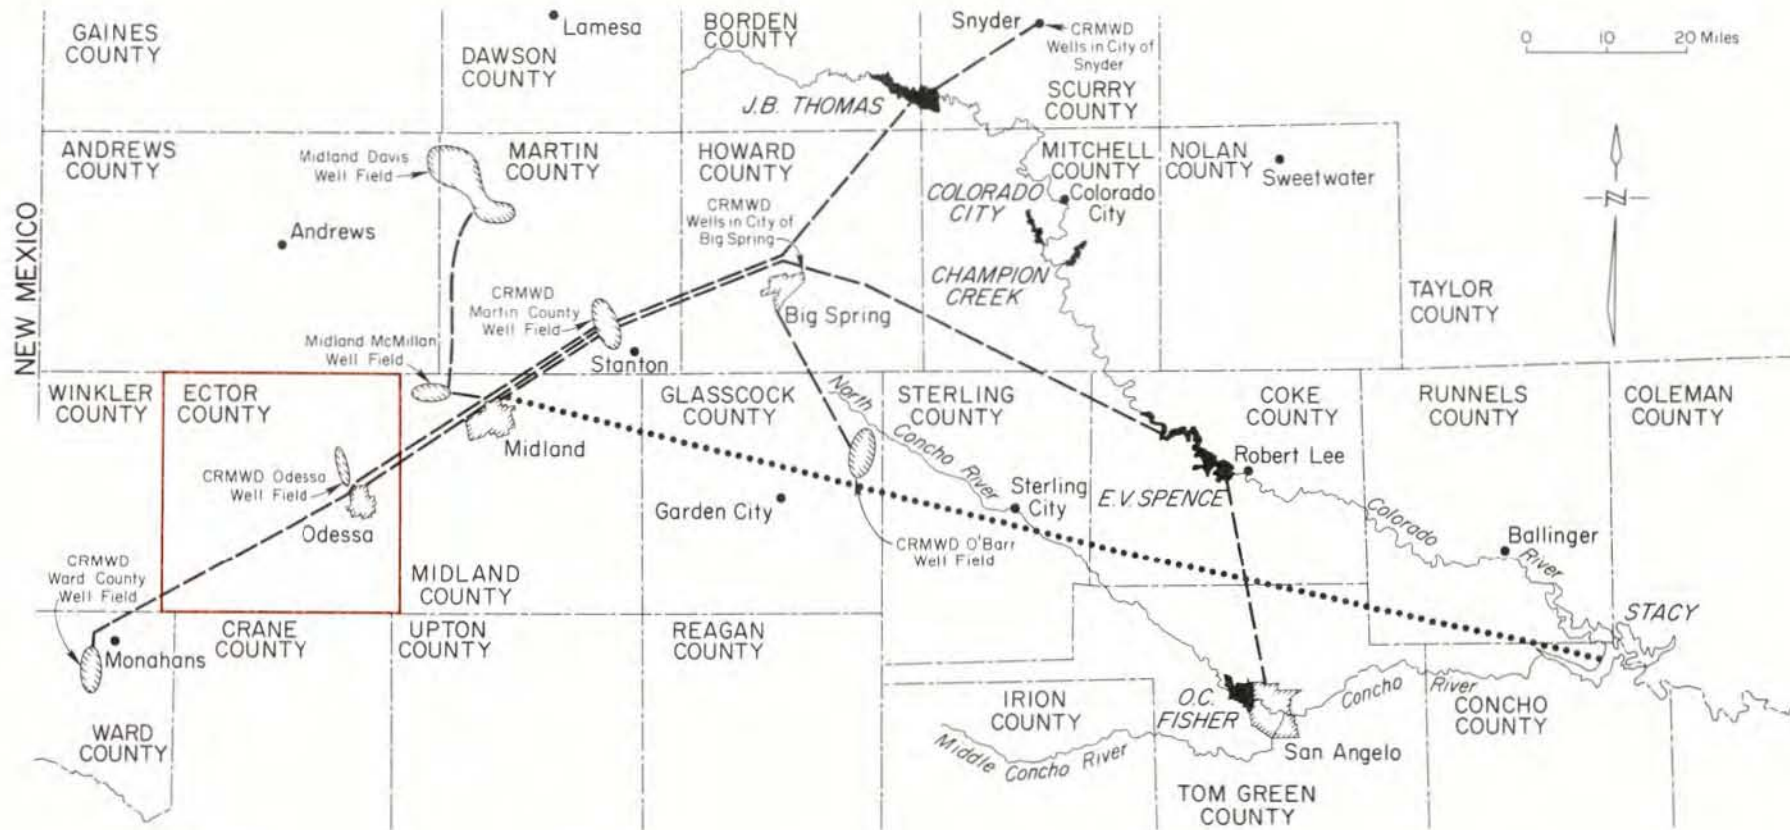 GAINES
COUNTY
Lamesa
DAWSON
COUNTY
BORDEN
COUNTY
Snyder
CRMWD
Wells in City of
Snyder
0 10 20 Miles
J.B. THOMAS
SCURRY
COUNTY
ANDREWS
COUNTY
Midland Davis
Well Field
MARTIN
COUNTY
HOWARD
COUNTY
MITCHELL
COUNTY
NOLAN
COUNTY
Sweetwater
N
COLORADO
CITY
Colorado
City
CRMWD
Wells in City of
Big Spring
Andrews
NEW MEXICO
CHAMPION
CREEK
TAYLOR
COUNTY
CRMWD
Martin County
Well Field
Big Spring
Midland McMillan
Well Field
Stanton
WINKLER
COUNTY
ECTOR
COUNTY
GLASSCOCK
COUNTY
North
Concho River
STERLING
COUNTY
COKE
COUNTY
RUNNELS
COUNTY
COLEMAN
COUNTY
Midland
Robert Lee
CRMWD Odessa
Well Field
Odessa
Garden City
Sterling
City
E.V. SPENCE
Colorado
River
Ballinger
CRMWD O'Barr
Well Field
CRMWD
Ward County
Well Field
MIDLAND
COUNTY
STACY
Monahans
CRANE
COUNTY
UPTON
COUNTY
REAGAN
COUNTY
IRION
COUNTY
O.C.
FISHER
Concho
River
CONCHO
COUNTY
WARD
COUNTY
Middle Concho River
San Angelo
TOM GREEN
COUNTY